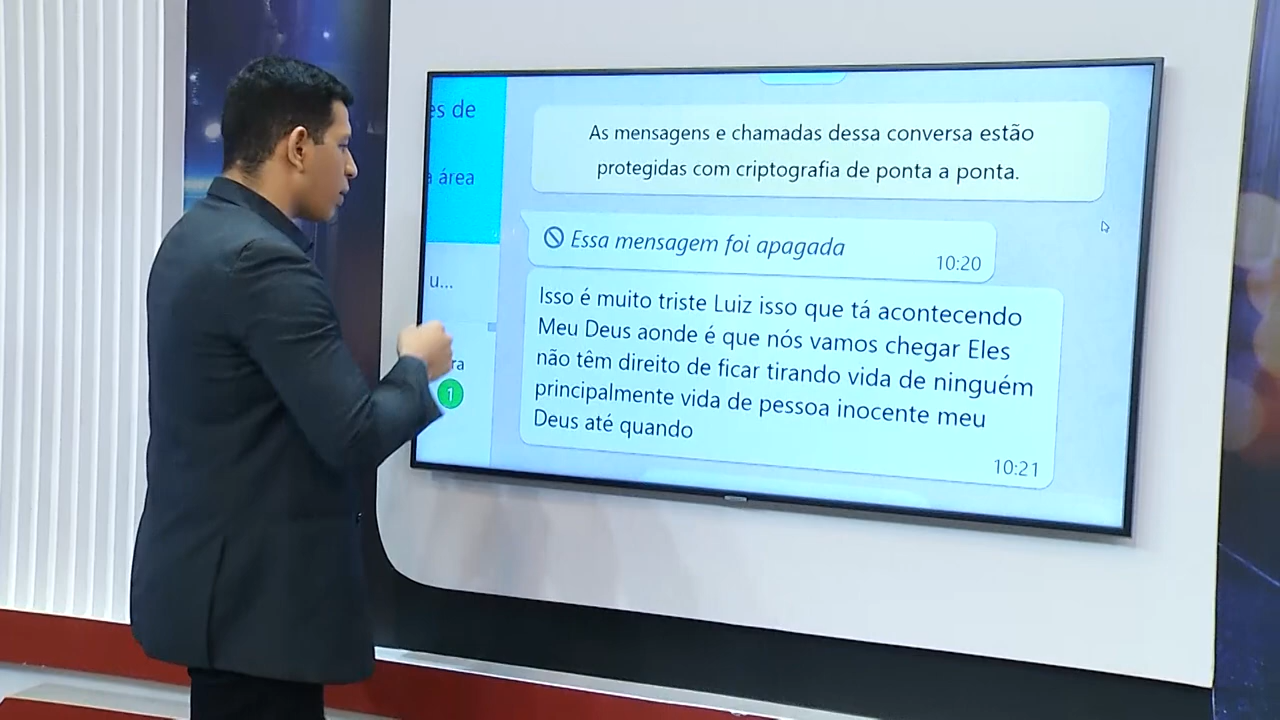 es de
a área
u...
ra
1
As mensagens e chamadas dessa conversa estão
protegidas com criptografia de ponta a ponta.
Essa mensagem foi apagada
10:20
Isso é muito triste Luiz isso que tá acontecendo
Meu Deus aonde é que nós vamos chegar Eles
não têm direito de ficar tirando vida de ninguém
principalmente vida de pessoa inocente meu
Deus até quando
10:21